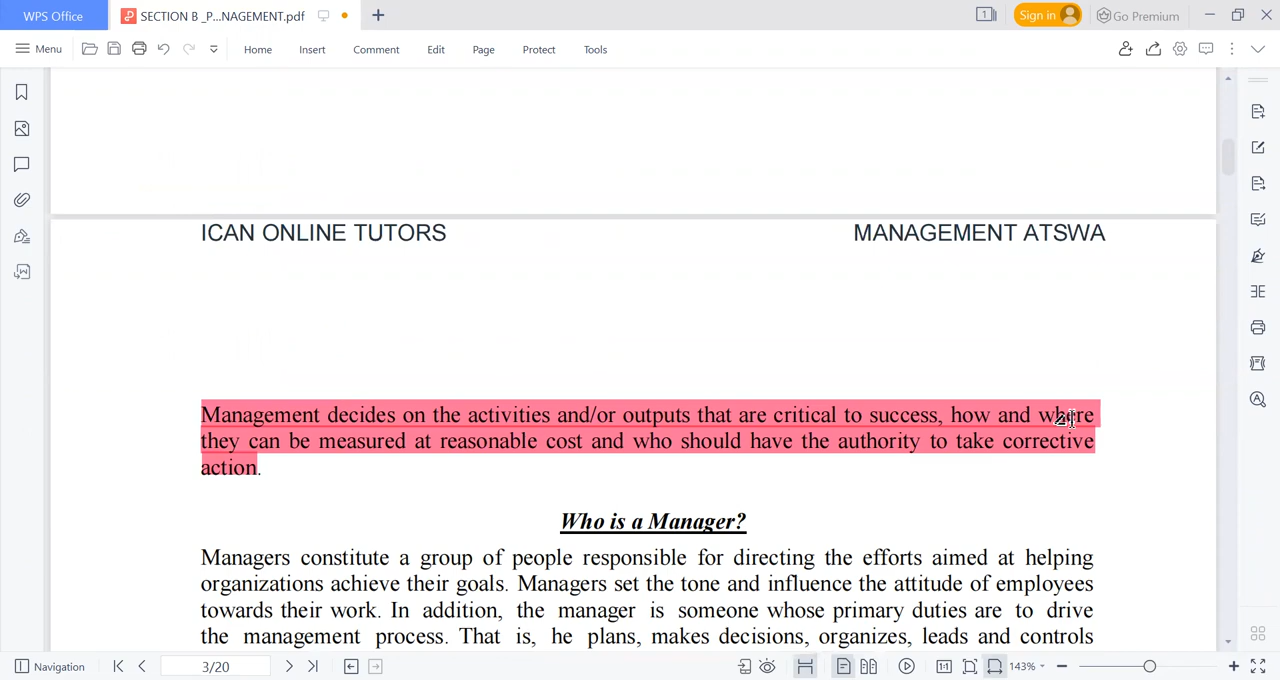 WPS Office
SECTION B _P...NAGEMENT.pdf
Sign in
Go Premium
Menu
Home
Insert
Comment
Edit
Page
Protect
Tools
ICAN ONLINE TUTORS
MANAGEMENT ATSWA
Management decides on the activities and/or outputs that are critical to success, how and where
they can be measured at reasonable cost and who should have the authority to take corrective
action.
Who is a Manager?
Managers constitute a group of people responsible for directing the efforts aimed at helping
organizations achieve their goals. Managers set the tone and influence the attitude of employees
towards their work. In addition, the manager is someone whose primary duties are to drive
the management process. That is, he plans, makes decisions, organizes, leads and controls
Navigation
3/20
1:1
143%